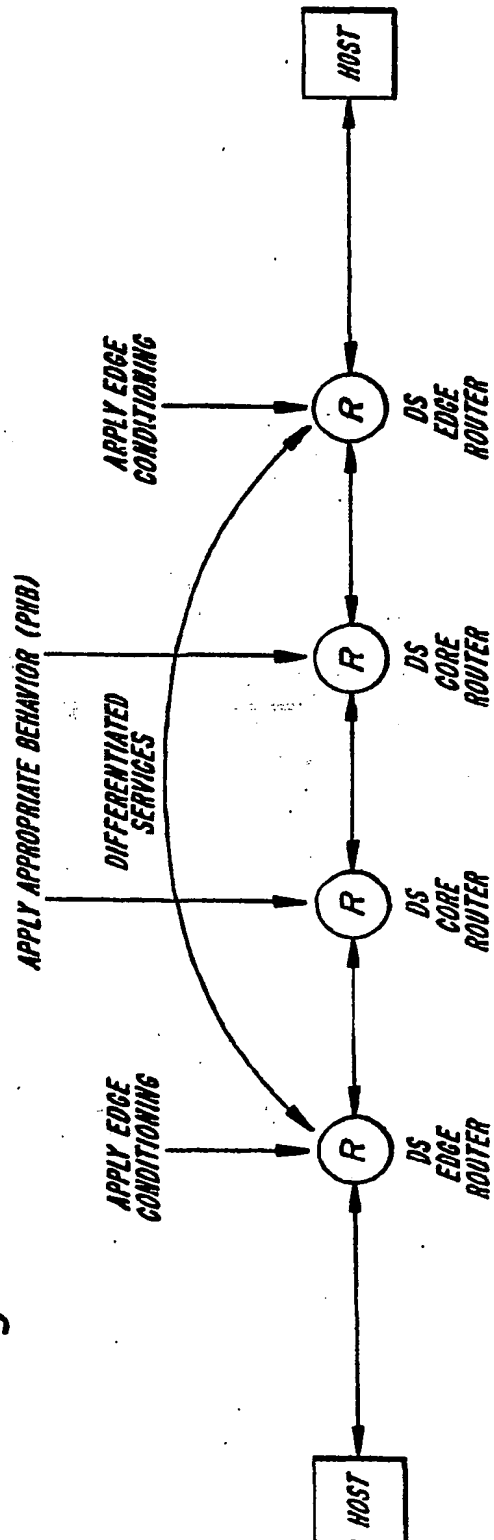 APPLY APPROPRIATE BEHAVIOR (PHB)
APPLY EDGE
CONDITIONING
APPLY EDGE
CONDITIONING
DIFFERENTIATED
SERVICES
HOST
R
R
R
R
HOST
DS
EDGE
ROUTER
DS
CORE
ROUTER
DS
CORE
ROUTER
DS
EDGE
ROUTER